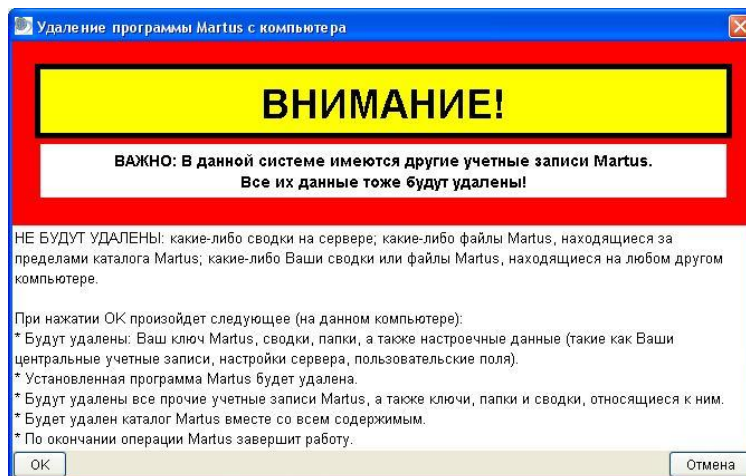 Удаление программы Martus с компьютера
ВНИМАНИЕ!
ВАЖНО: В данной системе имеются другие учетные записи Martus.
Все их данные тоже будут удалены!
НЕ БУДУТ УДАЛЕНЫ: какие-либо сводки на сервере; какие-либо файлы Martus, находящиеся за
пределами каталога Martus; какие-либо Ваши сводки или файлы Martus, находящиеся на любом другом
компьютере.
При нажатии OK произойдет следующее (на данном компьютере):
* Будут удалены: Ваш ключ Martus, сводки, папки, а также настроечные данные (такие как Ваши
центральные учетные записи, настройки сервера, пользовательские поля).
* Установленная программа Martus будет удалена.
* Будут удалены все прочие учетные записи Martus, а также ключи, папки и сводки, относящиеся к ним.
* Будет удален каталог Martus вместе со всем содержимым.
* По окончании операции Martus завершит работу.
OK
Отмена